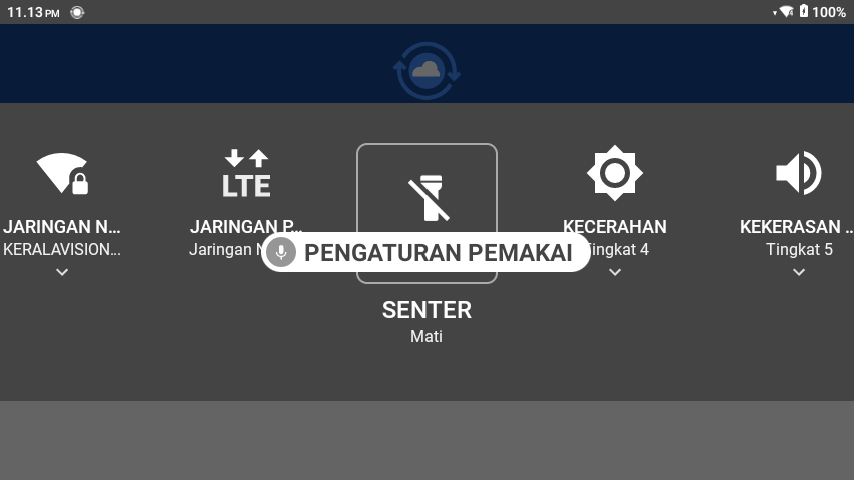 11.13 PM 100%
JARINGAN N...
KERALAVISION...
JARINGAN P...
Jaringan
KECERAHAN
Tingkat 4
KEKERASAN ...
Tingkat 5
PENGATURAN PEMAKAI
SENTER
Mati
LTE